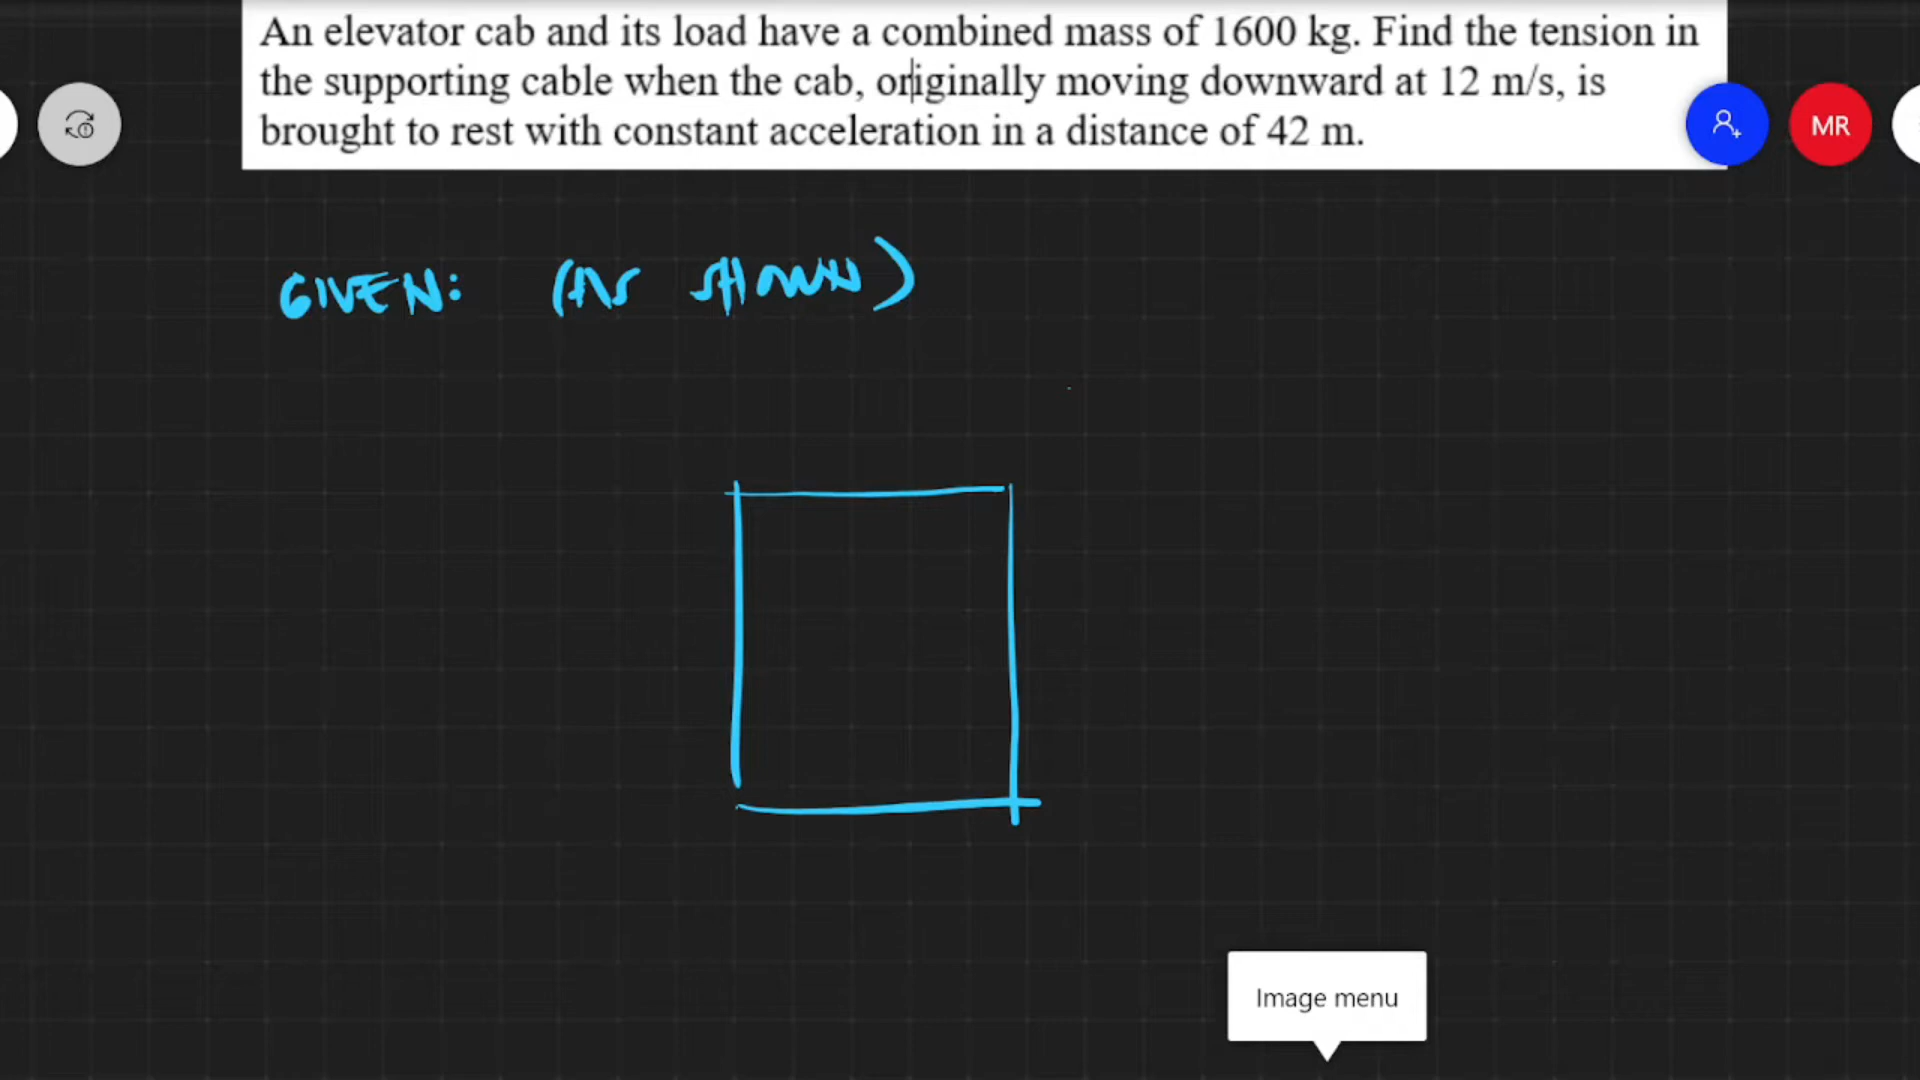 An elevator cab and its load have a combined mass of 1600 kg. Find the tension in
the supporting cable when the cab, originally moving downward at 12 m/s, is
brought to rest with constant acceleration in a distance of 42 m.
MR
GIVEN: (AS SHOWN)
Image menu